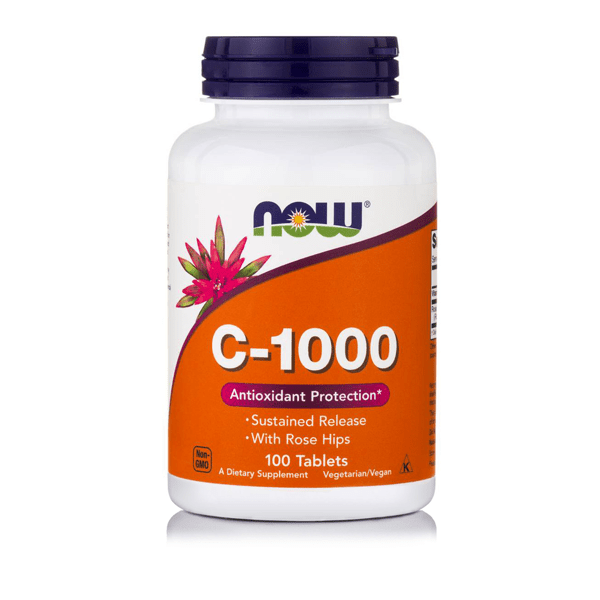 NOW®
C-1000
Antioxidant Protection*
•Sustained Release
•With Rose Hips
100 Tablets
Non-
GMO
A Dietary Supplement Vegetarian/Vegan
K